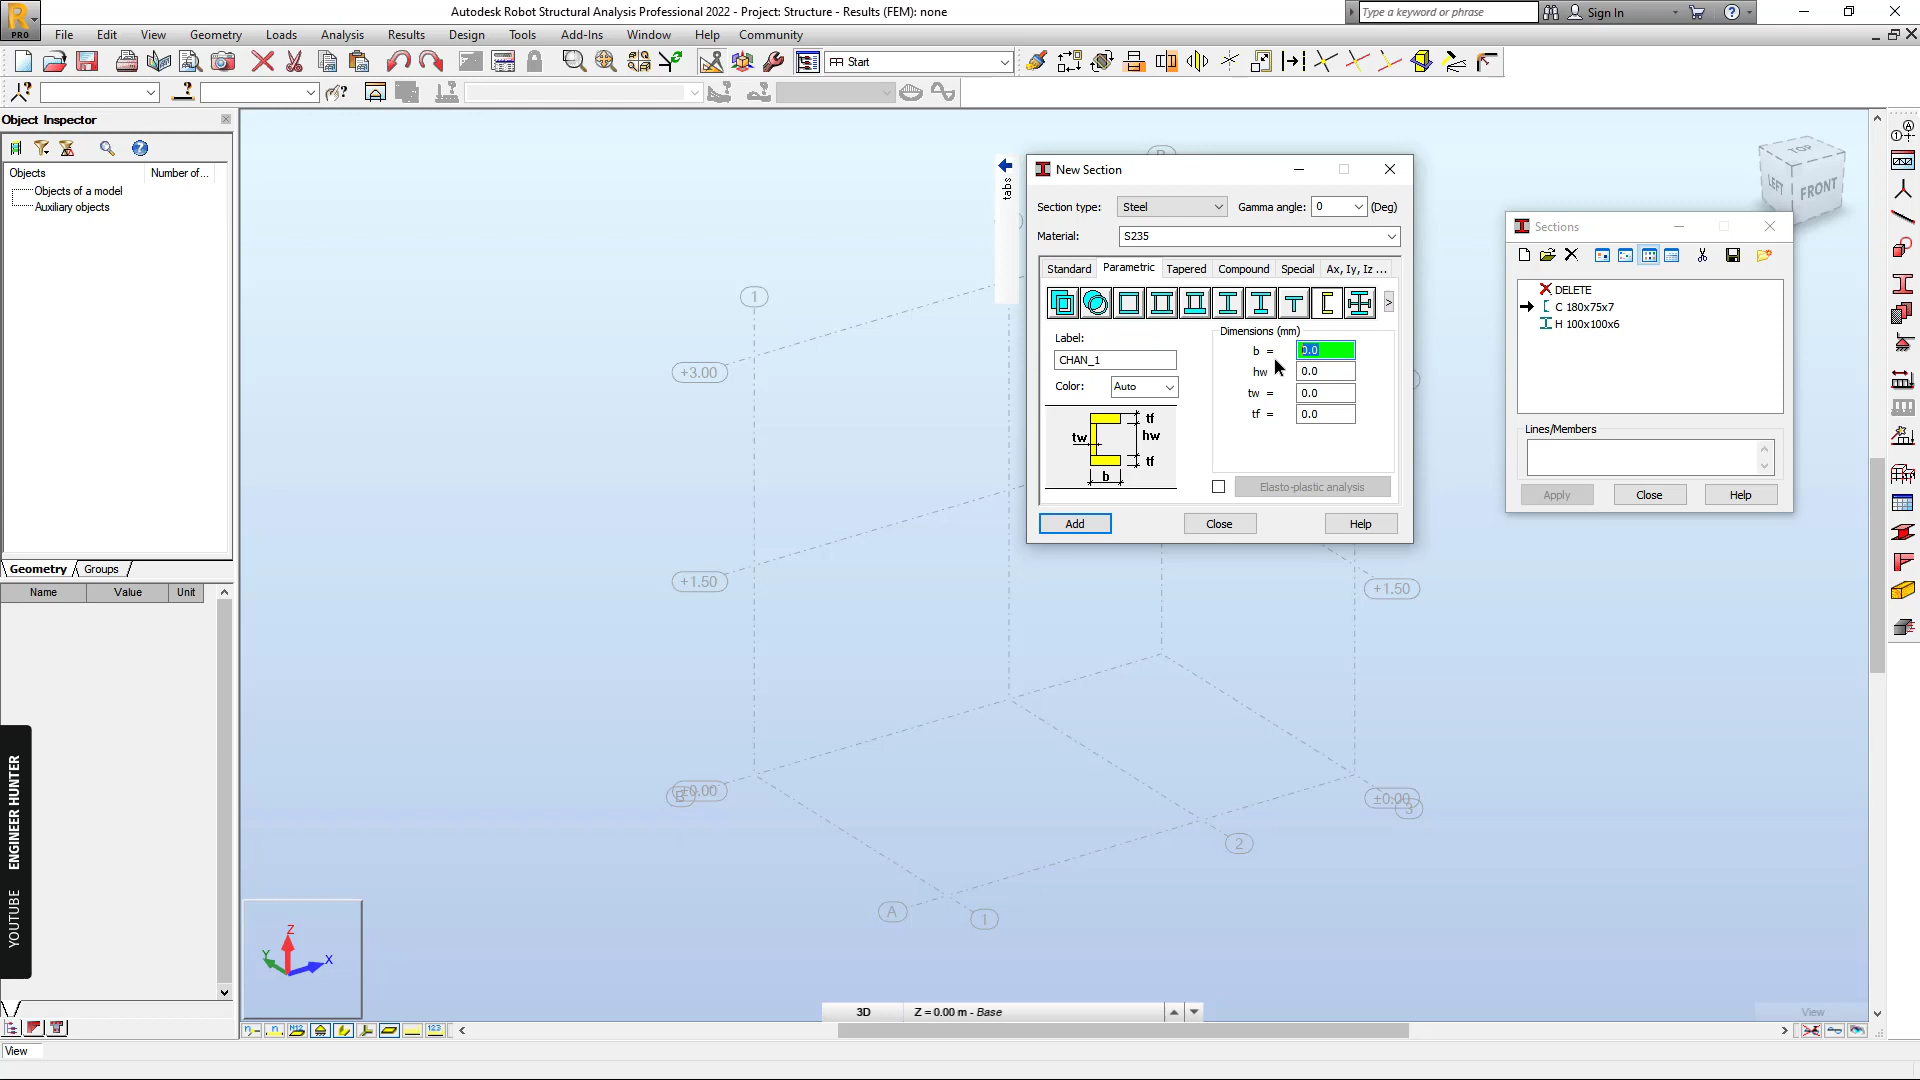 Autodesk Robot Structural Analysis Professional 2022 - Project: Structure - Results (FEM): none
Type a keyword or phrase
Sign In
PRO
File Edit View Geometry Loads Analysis Results Design Tools Add-Ins Window Help Community
Start
Object Inspector
Objects Number of...
Objects of a model
Auxiliary objects
Geometry Groups
Name Value Unit
YOUTUBE ENGINEER HUNTER
View
tabs
New Section
Section type: Steel Gamma angle: 0 (Deg)
Material: S235
Standard Parametric Tapered Compound Special Ax, Iy, Iz ...
Label:
CHAN_1
Color: Auto
Dimensions (mm)
b = 0.0
hw 0.0
tw = 0.0
tf = 0.0
tf
tw hw
tf
b
Elasto-plastic analysis
Add Close Help
Sections
DELETE
C 180x75x7
H 100x100x6
Lines/Members
Apply Close Help
TOP
LEFT FRONT
1
+3.00
+1.50
+1.50
±0.00
±0.00
B
3
2
A
1
Z
Y
X
3D Z = 0.00 m - Base
View